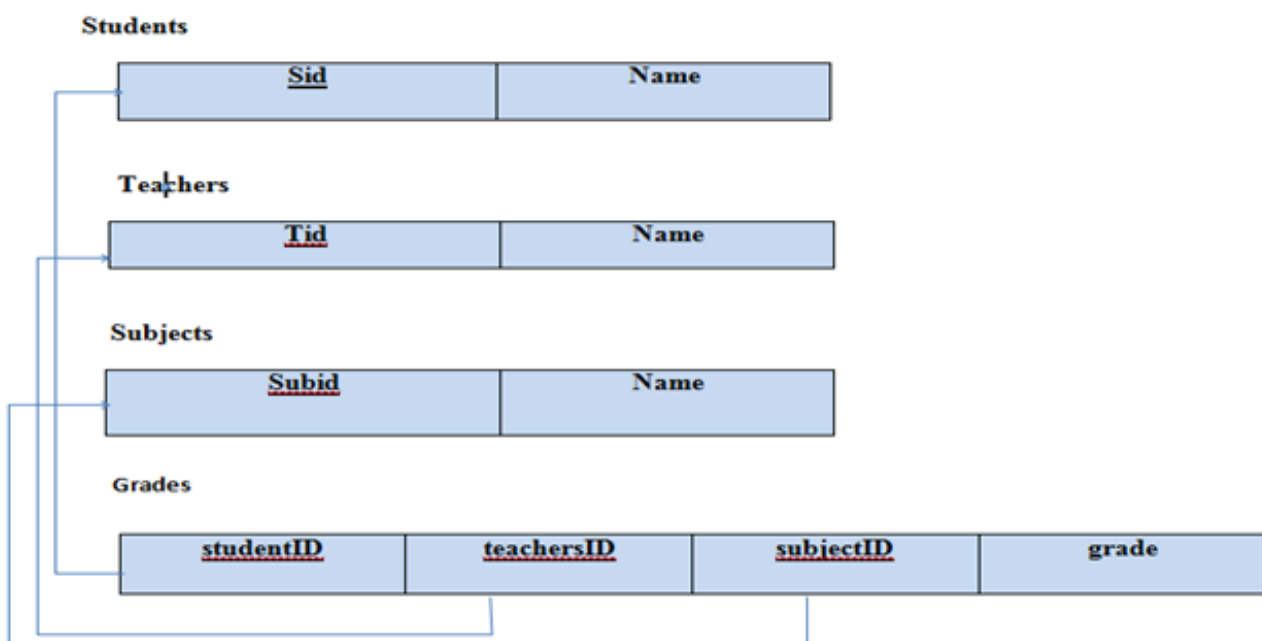 Students
Sid Name
Teachers
Tid Name
Subjects
Subid Name
Grades
studentID teachersID subjectID grade